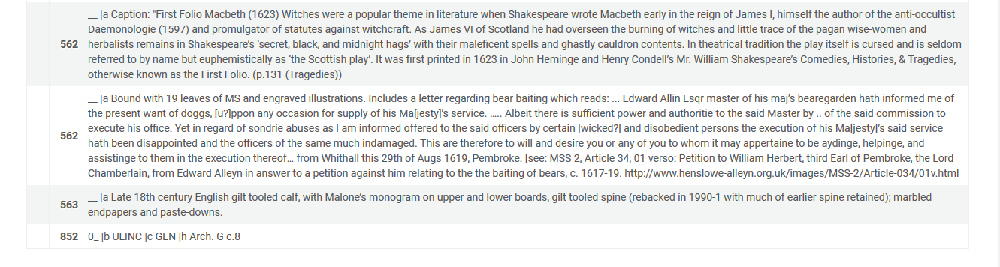 __ |a Caption: "First Folio Macbeth (1623) Witches were a popular theme in literature when Shakespeare wrote Macbeth early in the reign of James I, himself the author of the anti-occultist
Daemonologie (1597) and promulgator of statutes against witchcraft. As James VI of Scotland he had overseen the burning of witches and little trace of the pagan wise-women and
562 herbalists remains in Shakespeare's 'secret, black, and midnight hags' with their maleficent spells and ghastly cauldron contents. In theatrical tradition the play itself is cursed and is seldom
referred to by name but euphemistically as 'the Scottish play'. It was first printed in 1623 in John Heminge and Henry Condell's Mr. William Shakespeare's Comedies, Histories, & Tragedies,
otherwise known as the First Folio. (p.131 (Tragedies))
__ |a Bound with 19 leaves of MS and engraved illustrations. Includes a letter regarding bear baiting which reads: ... Edward Allin Esqr master of his maj's bearegarden hath informed me of
the present want of doggs, [u?]ppon any occasion for supply of his Ma[jesty]'s service. ..... Albeit there is sufficient power and authoritie to the said Master by .. of the said commission to
execute his office. Yet in regard of sondrie abuses as I am informed offered to the said officers by certain [wicked?] and disobedient persons the execution of his Ma[jesty]'s said service
562 hath been disappointed and the officers of the same much indamaged. This are therefore to will and desire you or any of you to whom it may appertaine to be aydinge, helpinge, and
assistinge to them in the execution thereof… from Whithall this 29th of Augs 1619, Pembroke. [see: MSS 2, Article 34, 01 verso: Petition to William Herbert, third Earl of Pembroke, the Lord
Chamberlain, from Edward Alleyn in answer to a petition against him relating to the the baiting of bears, c. 1617-19. http://www.henslowe-alleyn.org.uk/images/MSS-2/Article-034/01v.html
563 __ |a Late 18th century English gilt tooled calf, with Malone's monogram on upper and lower boards, gilt tooled spine (rebacked in 1990-1 with much of earlier spine retained); marbled
endpapers and paste-downs.
852 0_ |b ULINC |c GEN |h Arch. G c.8